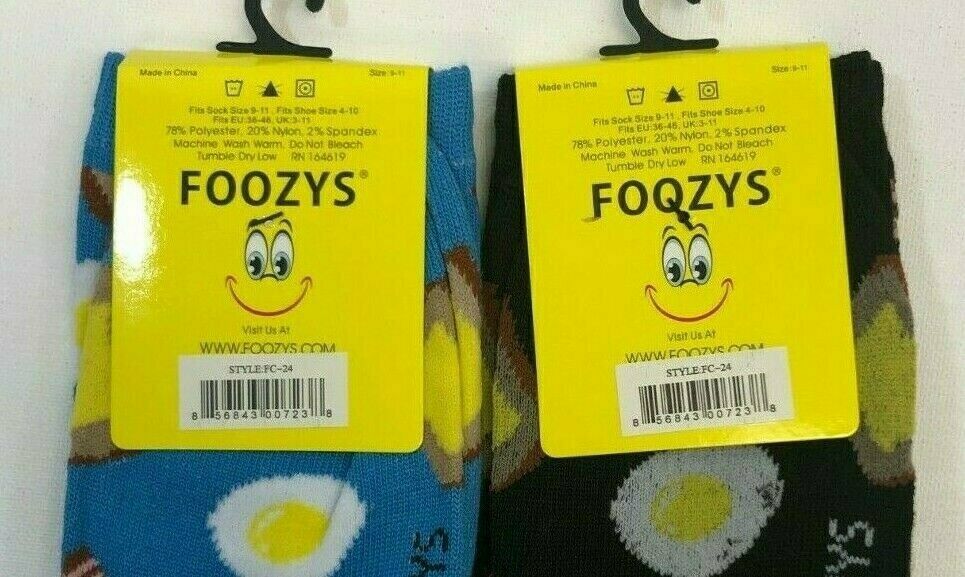 Made in China
Size: 9-11
Fits Sock Size 9-11 . Fits Shoe Size 4-10
Fits EU:36-46, UK:3-11
78% Polyester, 20% Nylon, 2% Spandex
Machine Wash Warm, Do Not Bleach
Tumble Dry Low RN 164619
FOOZYS®
Visit Us At
WWW.FOOZYS.COM
STYLE:FC-24
8 56843 00723 8
Made in China
Size: 9-11
Fits Sock Size 9-11 . Fits Shoe Size 4-10
Fits EU:36-46, UK:3-11
78% Polyester, 20% Nylon, 2% Spandex
Machine Wash Warm, Do Not Bleach
Tumble Dry Low RN 164619
FOOZYS®
Visit Us At
WWW.FOOZYS.COM
STYLE:FC-24
8 56843 00723 8